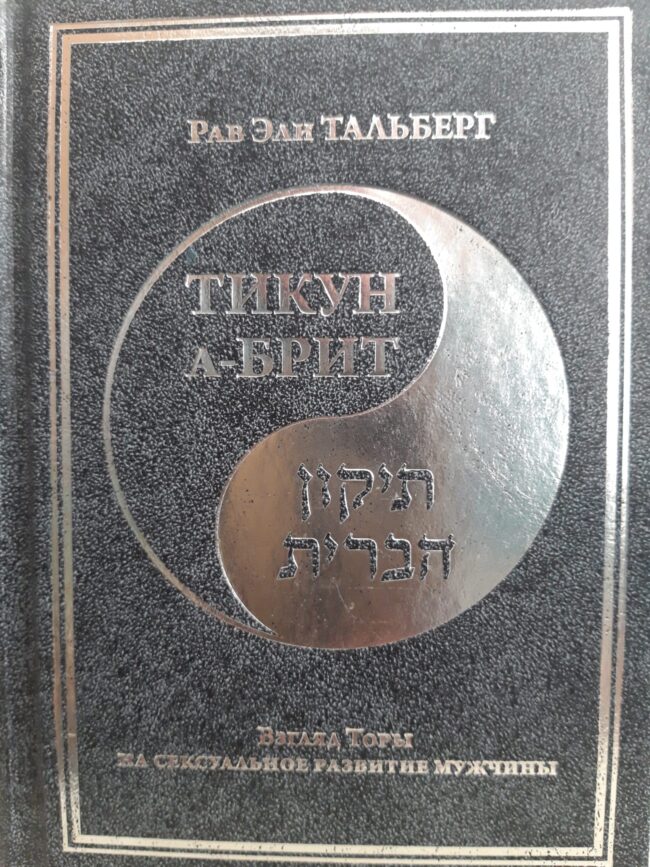 Рав Эли ТАЛЬБЕРГ
ТИКУН
А-БРИТ
תיקון
הברית
Взгляд Торы
на сексуальное развитие мужчины